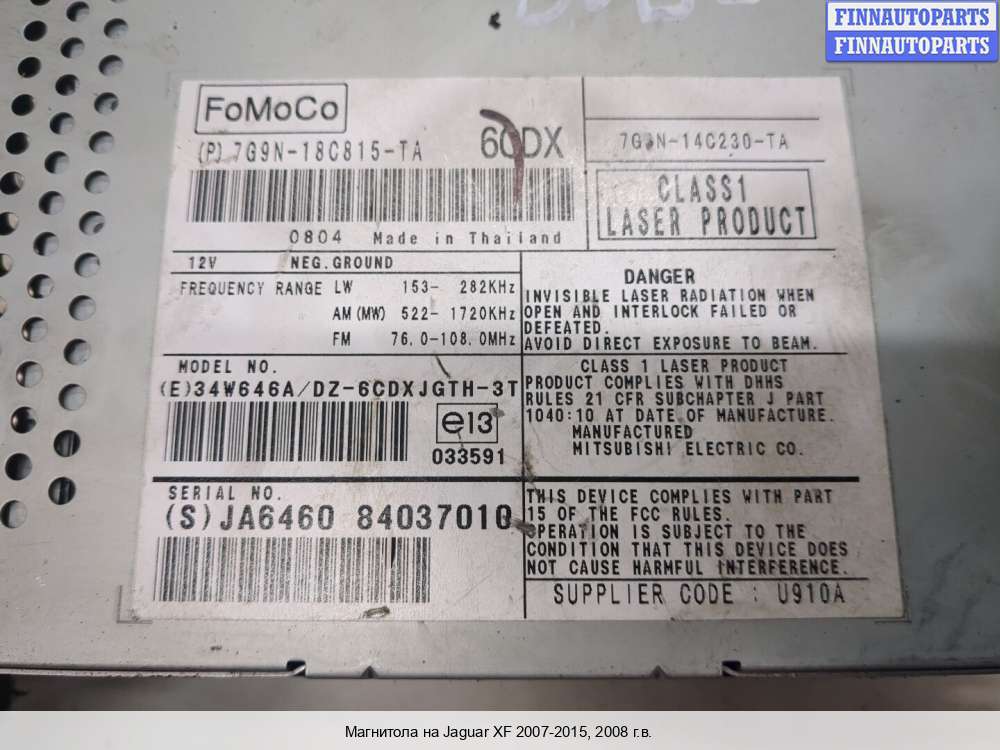 FINNAUTOPARTS
FINNAUTOPARTS
FoMoCo
(P) 7G9N-18C815-TA
6CDX
7G9N-14C230-TA
CLASS1
LASER PRODUCT
0804 Made in Thailand
12V NEG.GROUND
FREQUENCY RANGE LW 153- 282KHz
AM(MW) 522- 1720KHz
FM 76.0-108.0MHz
DANGER
INVISIBLE LASER RADIATION WHEN
OPEN AND INTERLOCK FAILED OR
DEFEATED.
AVOID DIRECT EXPOSURE TO BEAM.
MODEL NO.
(E)34W646A/DZ-6CDXJGTH-3T
e13
033591
CLASS 1 LASER PRODUCT
PRODUCT COMPLIES WITH DHHS
RULES 21 CFR SUBCHAPTER J PART
1040:10 AT DATE OF MANUFACTURE.
MANUFACTURED
MITSUBISHI ELECTRIC CO.
SERIAL NO.
(S)JA6460 84037010
THIS DEVICE COMPLIES WITH PART
15 OF THE FCC RULES.
OPERATION IS SUBJECT TO THE
CONDITION THAT THIS DEVICE DOES
NOT CAUSE HARMFUL INTERFERENCE.
SUPPLIER CODE : U910A
Магнитола на Jaguar XF 2007-2015, 2008 г.в.